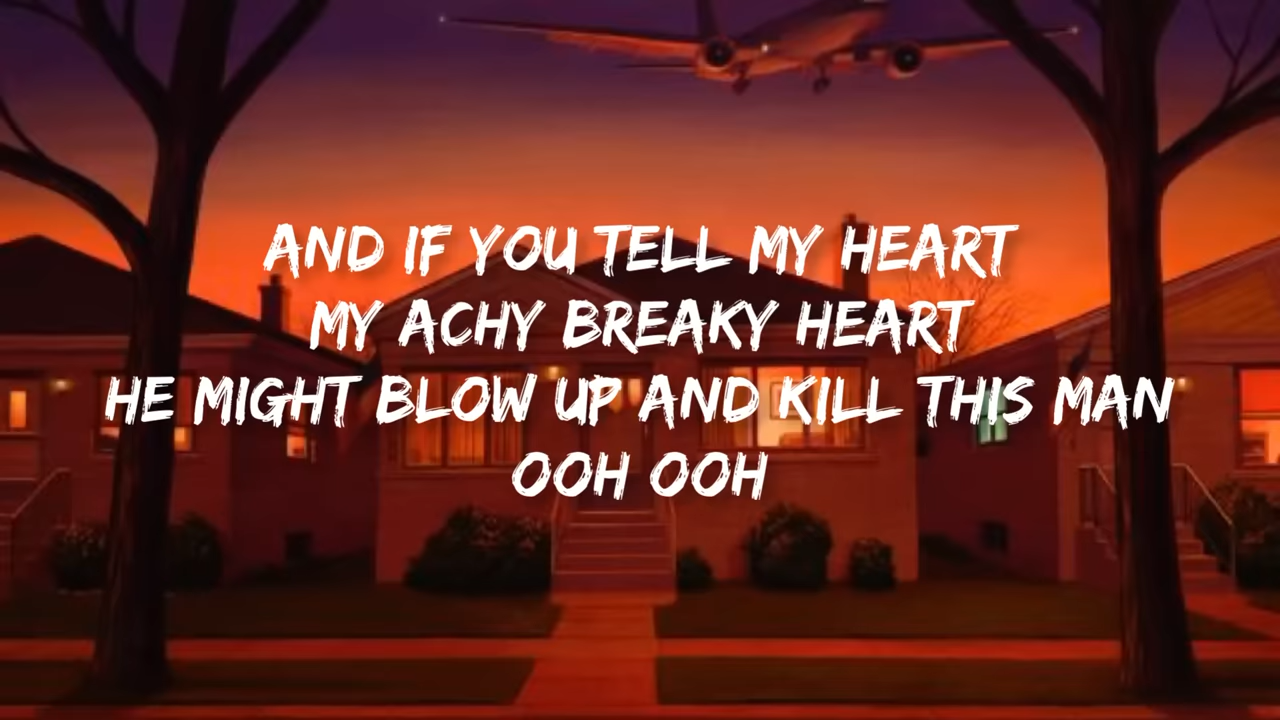 AND IF YOU TELL MY HEART
MY ACHY BREAKY HEART
HE MIGHT BLOW UP AND KILL THIS MAN
OOH OOH